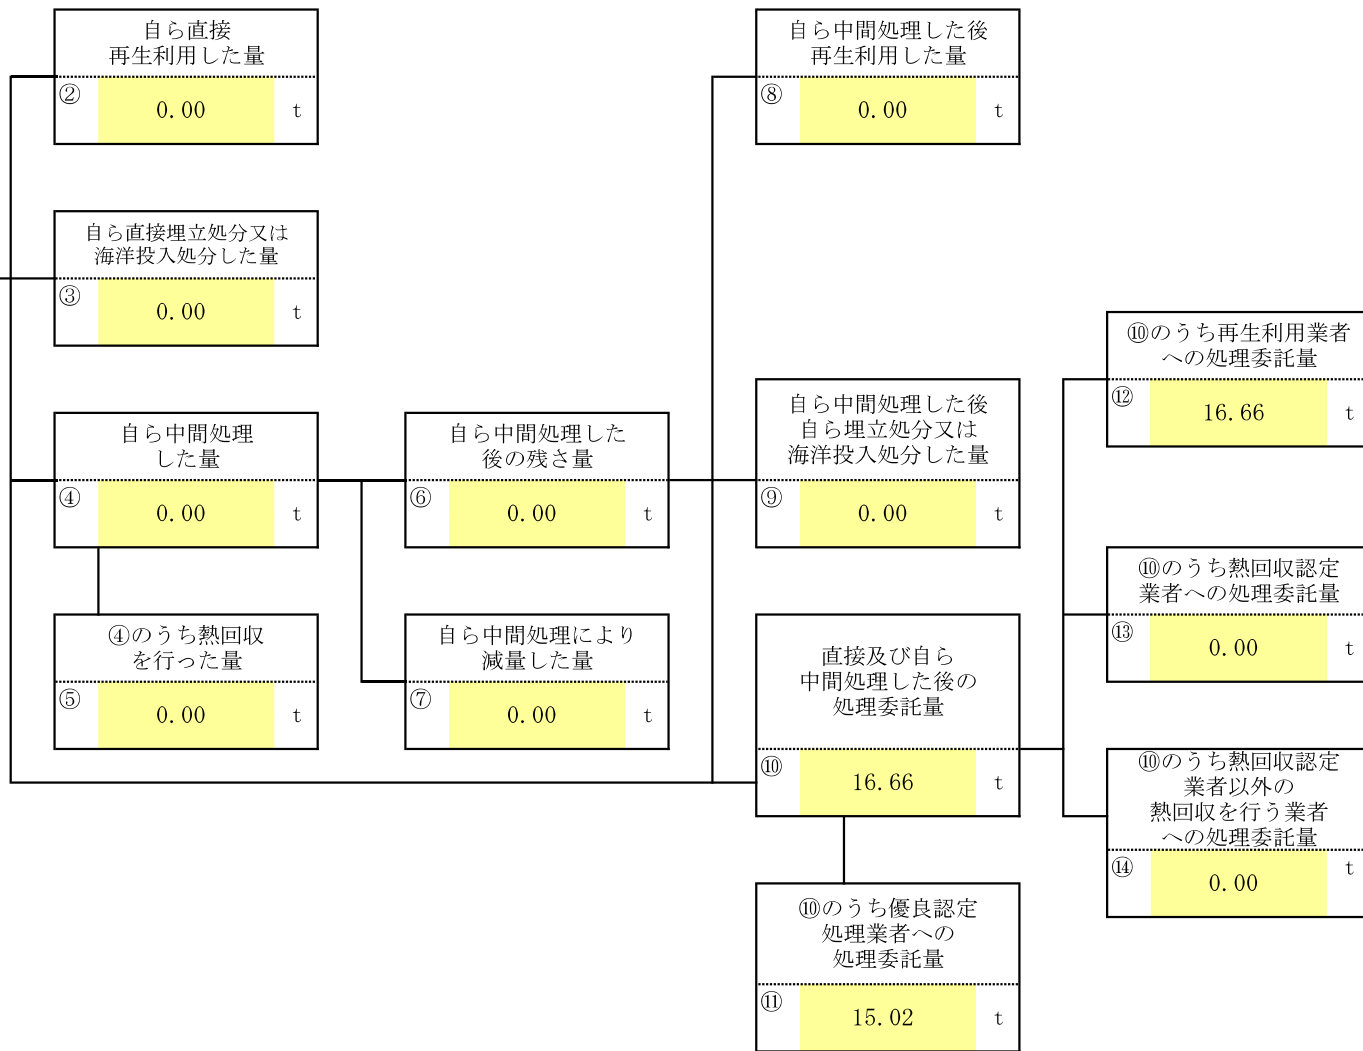 自ら直接
再生利用した量
②
0.00
t
自ら中間処理した後
再生利用した量
⑧
0.00
t
自ら直接埋立処分又は
海洋投入処分した量
③
0.00
t
⑩のうち再生利用業者
への処理委託量
⑫
16.66
t
自ら中間処理
した量
④
0.00
t
自ら中間処理した
後の残さ量
⑥
0.00
t
自ら中間処理した後
自ら埋立処分又は
海洋投入処分した量
⑨
0.00
t
⑩のうち熱回収認定
業者への処理委託量
⑬
0.00
t
④のうち熱回収
を行った量
⑤
0.00
t
自ら中間処理により
減量した量
⑦
0.00
t
直接及び自ら
中間処理した後の
処理委託量
⑩
16.66
t
⑩のうち熱回収認定
業者以外の
熱回収を行う業者
への処理委託量
⑭
0.00
t
⑩のうち優良認定
処理業者への
処理委託量
⑪
15.02
t